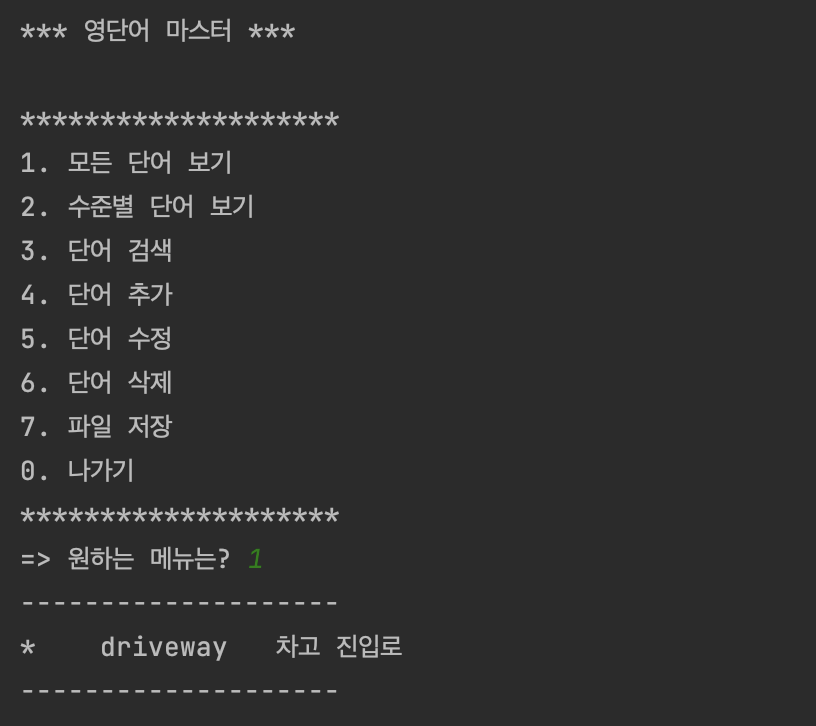 *** 영단어 마스터 ***
********************
1. 모든 단어 보기
2. 수준별 단어 보기
3. 단어 검색
4. 단어 추가
5. 단어 수정
6. 단어 삭제
7. 파일 저장
0. 나가기
********************
=> 원하는 메뉴는? 1
--------------------
* driveway 차고 진입로
--------------------